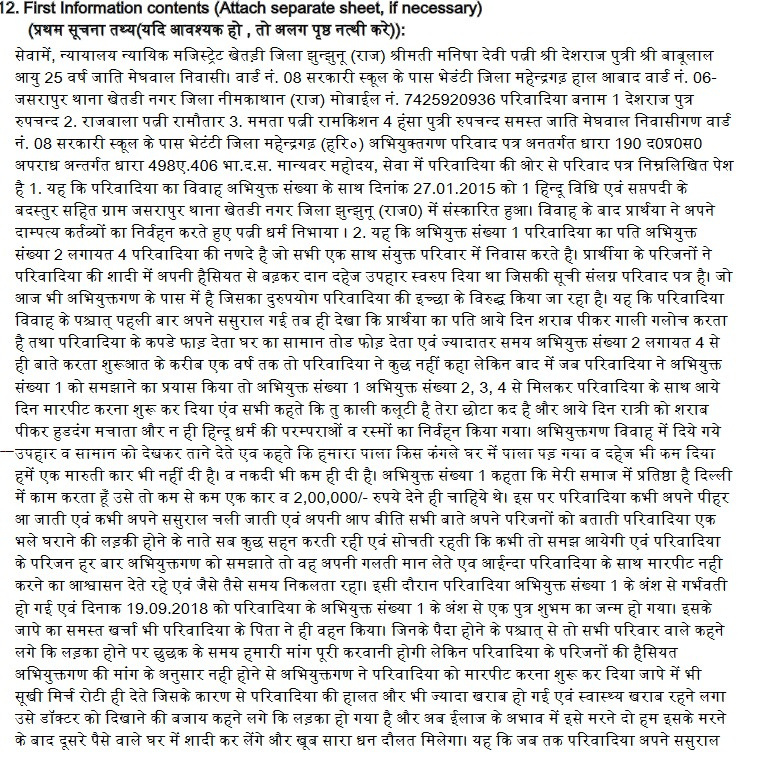 12. First Information contents (Attach separate sheet, if necessary)
(प्रथम सूचना तथ्य(यदि आवश्यक हो , तो अलग पृष्ठ नत्थी करे)):
सेवामें, न्यायालय न्यायिक मजिस्ट्रेट खेतड़ी जिला झुन्झुनू (राज) श्रीमती मनिषा देवी पत्नी श्री देशराज पुत्री श्री बाबूलाल
आयु 25 वर्ष जाति मेघवाल निवासी। वार्ड नं. 08 सरकारी स्कूल के पास भेडंटी जिला महेन्द्रगढ़ हाल आबाद वार्ड नं. 06-
जसरापुर थाना खेतडी नगर जिला नीमकाथान (राज) मोबाईल नं. 7425920936 परिवादिया बनाम 1 देशराज पुत्र
रुपचन्द 2. राजबाला पत्नी रामौतार 3. ममता पत्नी रामकिशन 4 हंसा पुत्री रुपचन्द समस्त जाति मेघवाल निवासीगण वार्ड
नं. 08 सरकारी स्कूल के पास भेटंटी जिला महेन्द्रगढ़ (हरि०) अभियुक्तगण परिवाद पत्र अनतर्गत धारा 190 द०प्र०स०
अपराध अन्तर्गत धारा 498ए.406 भा.द.स. मान्यवर महोदय, सेवा में परिवादिया की ओर से परिवाद पत्र निम्नलिखित पेश
है 1. यह कि परिवादिया का विवाह अभियुक्त संख्या के साथ दिनांक 27.01.2015 को 1 हिन्दू विधि एवं सप्तपदी के
बदस्तुर सहित ग्राम जसरापुर थाना खेतडी नगर जिला झुन्झुनू (राज0) में संस्कारित हुआ। विवाह के बाद प्रार्थया ने अपने
दाम्पत्य कर्तव्यों का निर्वहन करते हुए पत्नी धर्म निभाया । 2. यह कि अभियुक्त संख्या 1 परिवादिया का पति अभियुक्त
संख्या 2 लगायत 4 परिवादिया की नणदे है जो सभी एक साथ संयुक्त परिवार में निवास करते है। प्रार्थीया के परिजनों ने
परिवादिया की शादी में अपनी हैसियत से बढ़कर दान दहेज उपहार स्वरुप दिया था जिसकी सूची संलग्न परिवाद पत्र है। जो
आज भी अभियुक्तगण के पास में है जिसका दुरुपयोग परिवादिया की इच्छा के विरुद्ध किया जा रहा है। यह कि परिवादिया
विवाह के पश्चात् पहली बार अपने ससुराल गई तब ही देखा कि प्रार्थया का पति आये दिन शराब पीकर गाली गलोच करता
है तथा परिवादिया के कपडे फाड़ देता घर का सामान तोड फोड़ देता एवं ज्यादातर समय अभियुक्त संख्या 2 लगायत 4 से
ही बाते करता शुरूआत के करीब एक वर्ष तक तो परिवादिया ने कुछ नहीं कहा लेकिन बाद में जब परिवादिया ने अभियुक्त
संख्या 1 को समझाने का प्रयास किया तो अभियुक्त संख्या 1 अभियुक्त संख्या 2, 3, 4 से मिलकर परिवादिया के साथ आये
दिन मारपीट करना शुरू कर दिया एंव सभी कहते कि तु काली कलूटी है तेरा छोटा कद है और आये दिन रात्री को शराब
पीकर हुडदंग मचाता और न ही हिन्दू धर्म की परम्पराओं व रस्मों का निर्वहन किया गया। अभियुक्तगण विवाह में दिये गये
उपहार व सामान को देखकर ताने देते एव कहते कि हमारा पाला किस कंगले घर में पाला पड़ गया व दहेज भी कम दिया
हमें एक मारुती कार भी नहीं दी है। व नकदी भी कम ही दी है। अभियुक्त संख्या 1 कहता कि मेरी समाज में प्रतिष्ठा है दिल्ली
में काम करता हूँ उसे तो कम से कम एक कार व 2,00,000/- रुपये देने ही चाहिये थे। इस पर परिवादिया कभी अपने पीहर
आ जाती एवं कभी अपने ससुराल चली जाती एवं अपनी आप बीति सभी बाते अपने परिजनों को बताती परिवादिया एक
भले घराने की लड़की होने के नाते सब कुछ सहन करती रही एवं सोचती रहती कि कभी तो समझ आयेगी एवं परिवादिया
के परिजन हर बार अभियुक्तगण को समझाते तो वह अपनी गलती मान लेते एव आईन्दा परिवादिया के साथ मारपीट नही
करने का आश्वासन देते रहे एवं जैसे तैसे समय निकलता रहा। इसी दौरान परिवादिया अभियुक्त संख्या 1 के अंश से गर्भवती
हो गई एवं दिनाक 19.09.2018 को परिवादिया के अभियुक्त संख्या 1 के अंश से एक पुत्र शुभम का जन्म हो गया। इसके
जापे का समस्त खर्चा भी परिवादिया के पिता ने ही वहन किया। जिनके पैदा होने के पश्चात् से तो सभी परिवार वाले कहने
लगे कि लड़का होने पर छुछक के समय हमारी मांग पूरी करवानी होगी लेकिन परिवादिया के परिजनों की हैसियत
अभियुक्तगण की मांग के अनुसार नही होने से अभियुक्तगण ने परिवादिया को मारपीट करना शुरू कर दिया जापे में भी
सूखी मिर्च रोटी ही देते जिसके कारण से परिवादिया की हालत और भी ज्यादा खराब हो गई एवं स्वास्थ्य खराब रहने लगा
उसे डॉक्टर को दिखाने की बजाय कहने लगे कि लड़का हो गया है और अब ईलाज के अभाव में इसे मरने दो हम इसके मरने
के बाद दूसरे पैसे वाले घर में शादी कर लेंगे और खूब सारा धन दौलत मिलेगा। यह कि जब तक परिवादिया अपने ससुराल